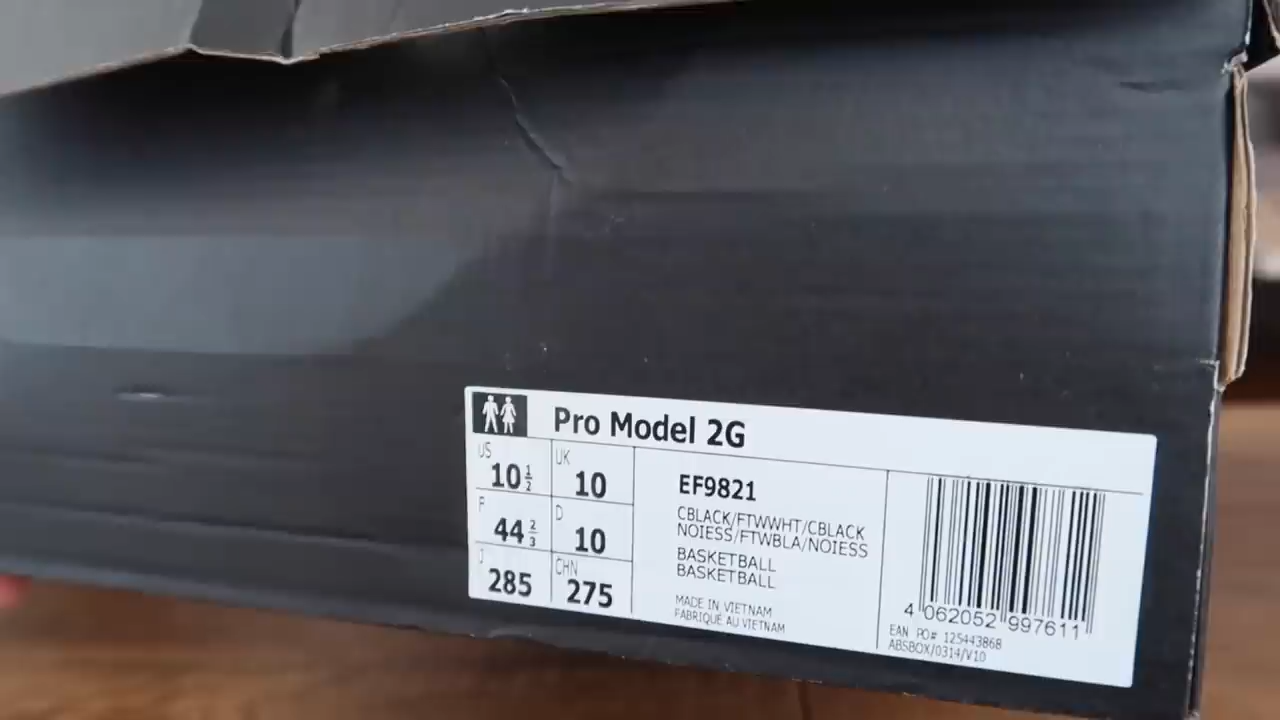 Pro Model 2G
US
10 1/2
UK
10
F
44 2/3
D
10
J
285
CHN
275
EF9821
CBLACK/FTWWHT/CBLACK
NOIESS/FTWBLA/NOIESS
BASKETBALL
BASKETBALL
MADE IN VIETNAM
FABRIQUE AU VIETNAM
4 062052 997611
EAN PO# 125443868
ABSBOX/0314/V10